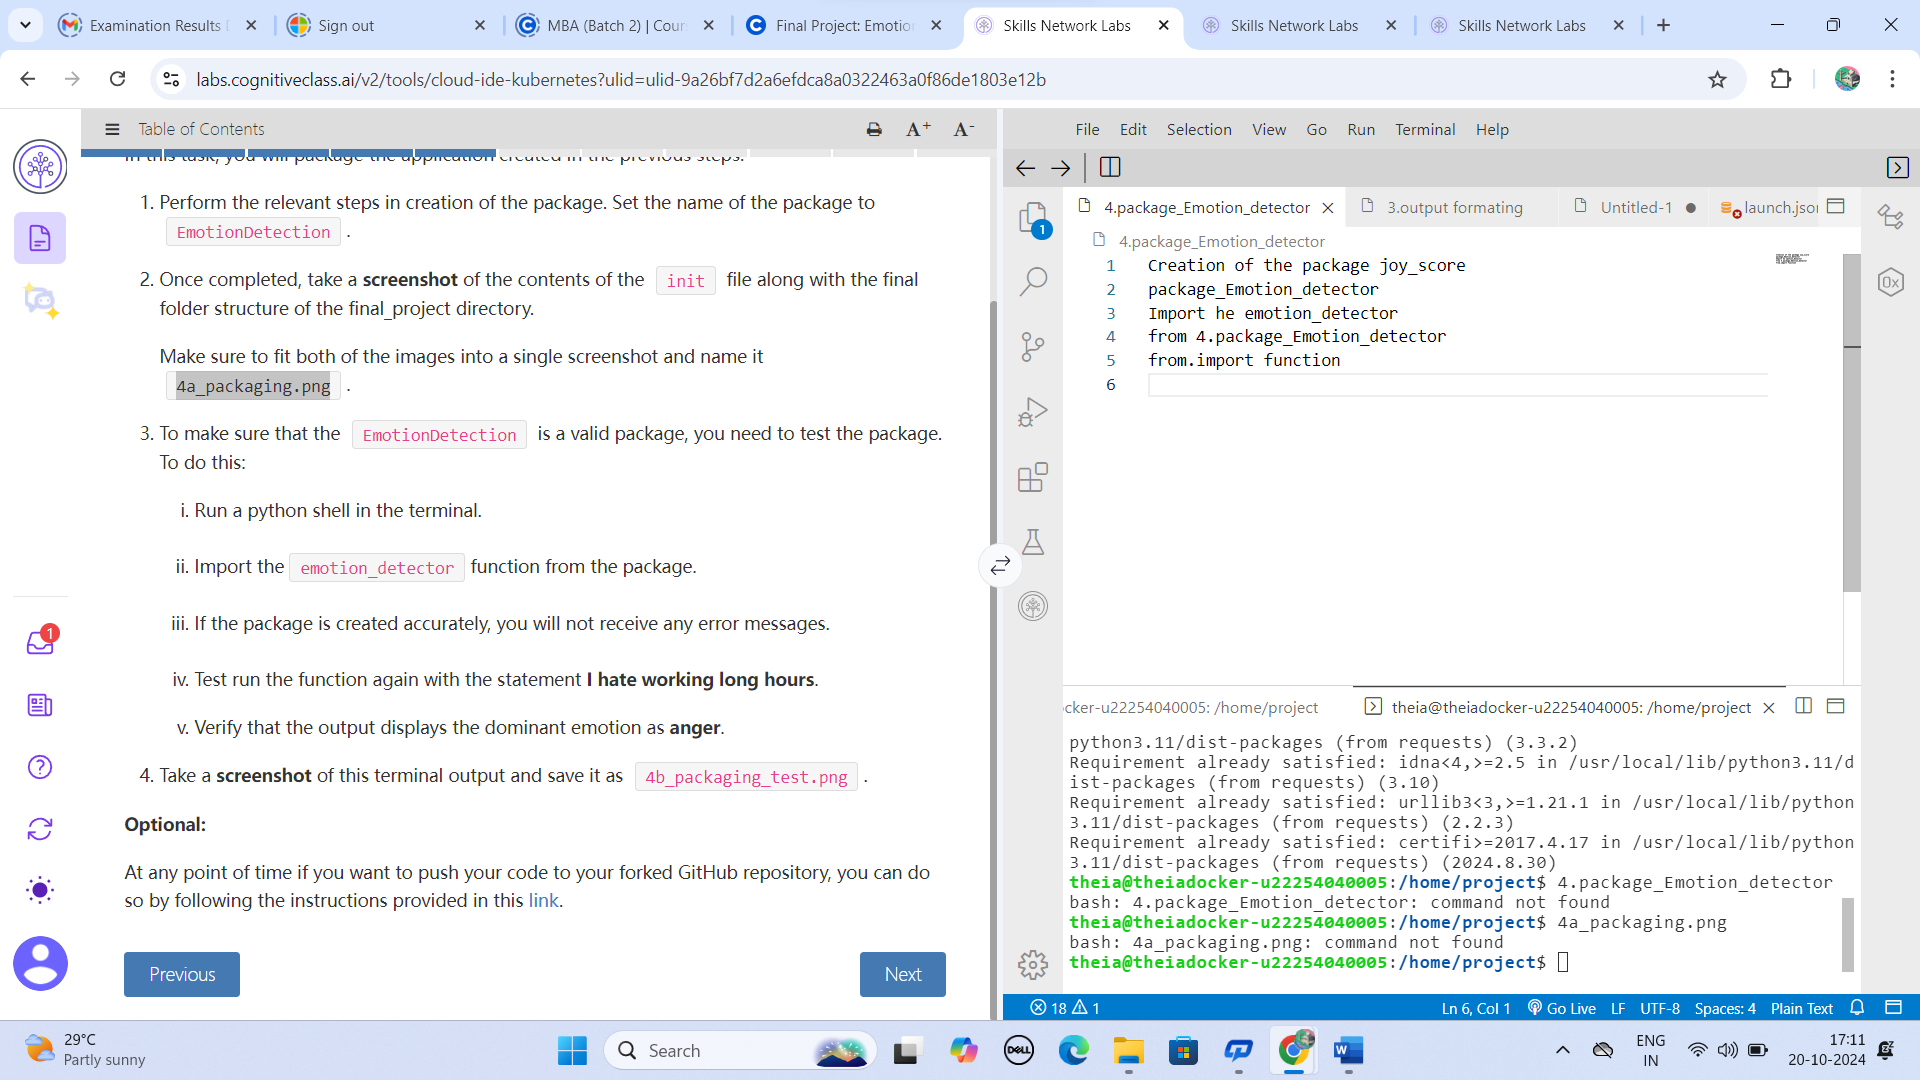 Examination Results D
Sign out
MBA (Batch 2) | Cour
Final Project: Emotion
Skills Network Labs
Skills Network Labs
Skills Network Labs
labs.cognitiveclass.ai/v2/tools/cloud-ide-kubernetes?ulid=ulid-9a26bf7d2a6efdca8a0322463a0f86de1803e12b
Table of Contents
A+ A-
In this task, you will package the application created in the previous steps.
1. Perform the relevant steps in creation of the package. Set the name of the package to
EmotionDetection .
2. Once completed, take a screenshot of the contents of the init file along with the final
folder structure of the final_project directory.
Make sure to fit both of the images into a single screenshot and name it
4a_packaging.png .
3. To make sure that the EmotionDetection is a valid package, you need to test the package.
To do this:
i. Run a python shell in the terminal.
ii. Import the emotion_detector function from the package.
iii. If the package is created accurately, you will not receive any error messages.
iv. Test run the function again with the statement I hate working long hours.
v. Verify that the output displays the dominant emotion as anger.
4. Take a screenshot of this terminal output and save it as 4b_packaging_test.png .
Optional:
At any point of time if you want to push your code to your forked GitHub repository, you can do
so by following the instructions provided in this link.
Previous
Next
1
File Edit Selection View Go Run Terminal Help
1
4.package_Emotion_detector
3.output formating
Untitled-1
launch.json
4.package_Emotion_detector
1 Creation of the package joy_score
2 package_Emotion_detector
3 Import he emotion_detector
4 from 4.package_Emotion_detector
5 from.import function
6
0x
cker-u22254040005: /home/project
theia@theiadocker-u22254040005: /home/project
python3.11/dist-packages (from requests) (3.3.2)
Requirement already satisfied: idna<4,>=2.5 in /usr/local/lib/python3.11/d
ist-packages (from requests) (3.10)
Requirement already satisfied: urllib3<3,>=1.21.1 in /usr/local/lib/python
3.11/dist-packages (from requests) (2.2.3)
Requirement already satisfied: certifi>=2017.4.17 in /usr/local/lib/python
3.11/dist-packages (from requests) (2024.8.30)
theia@theiadocker-u22254040005:/home/project$ 4.package_Emotion_detector
bash: 4.package_Emotion_detector: command not found
theia@theiadocker-u22254040005:/home/project$ 4a_packaging.png
bash: 4a_packaging.png: command not found
theia@theiadocker-u22254040005:/home/project$
18 1
Ln 6, Col 1 Go Live LF UTF-8 Spaces: 4 Plain Text
29°C
Partly sunny
Search
DELL
W
ENG
IN
17:11
20-10-2024